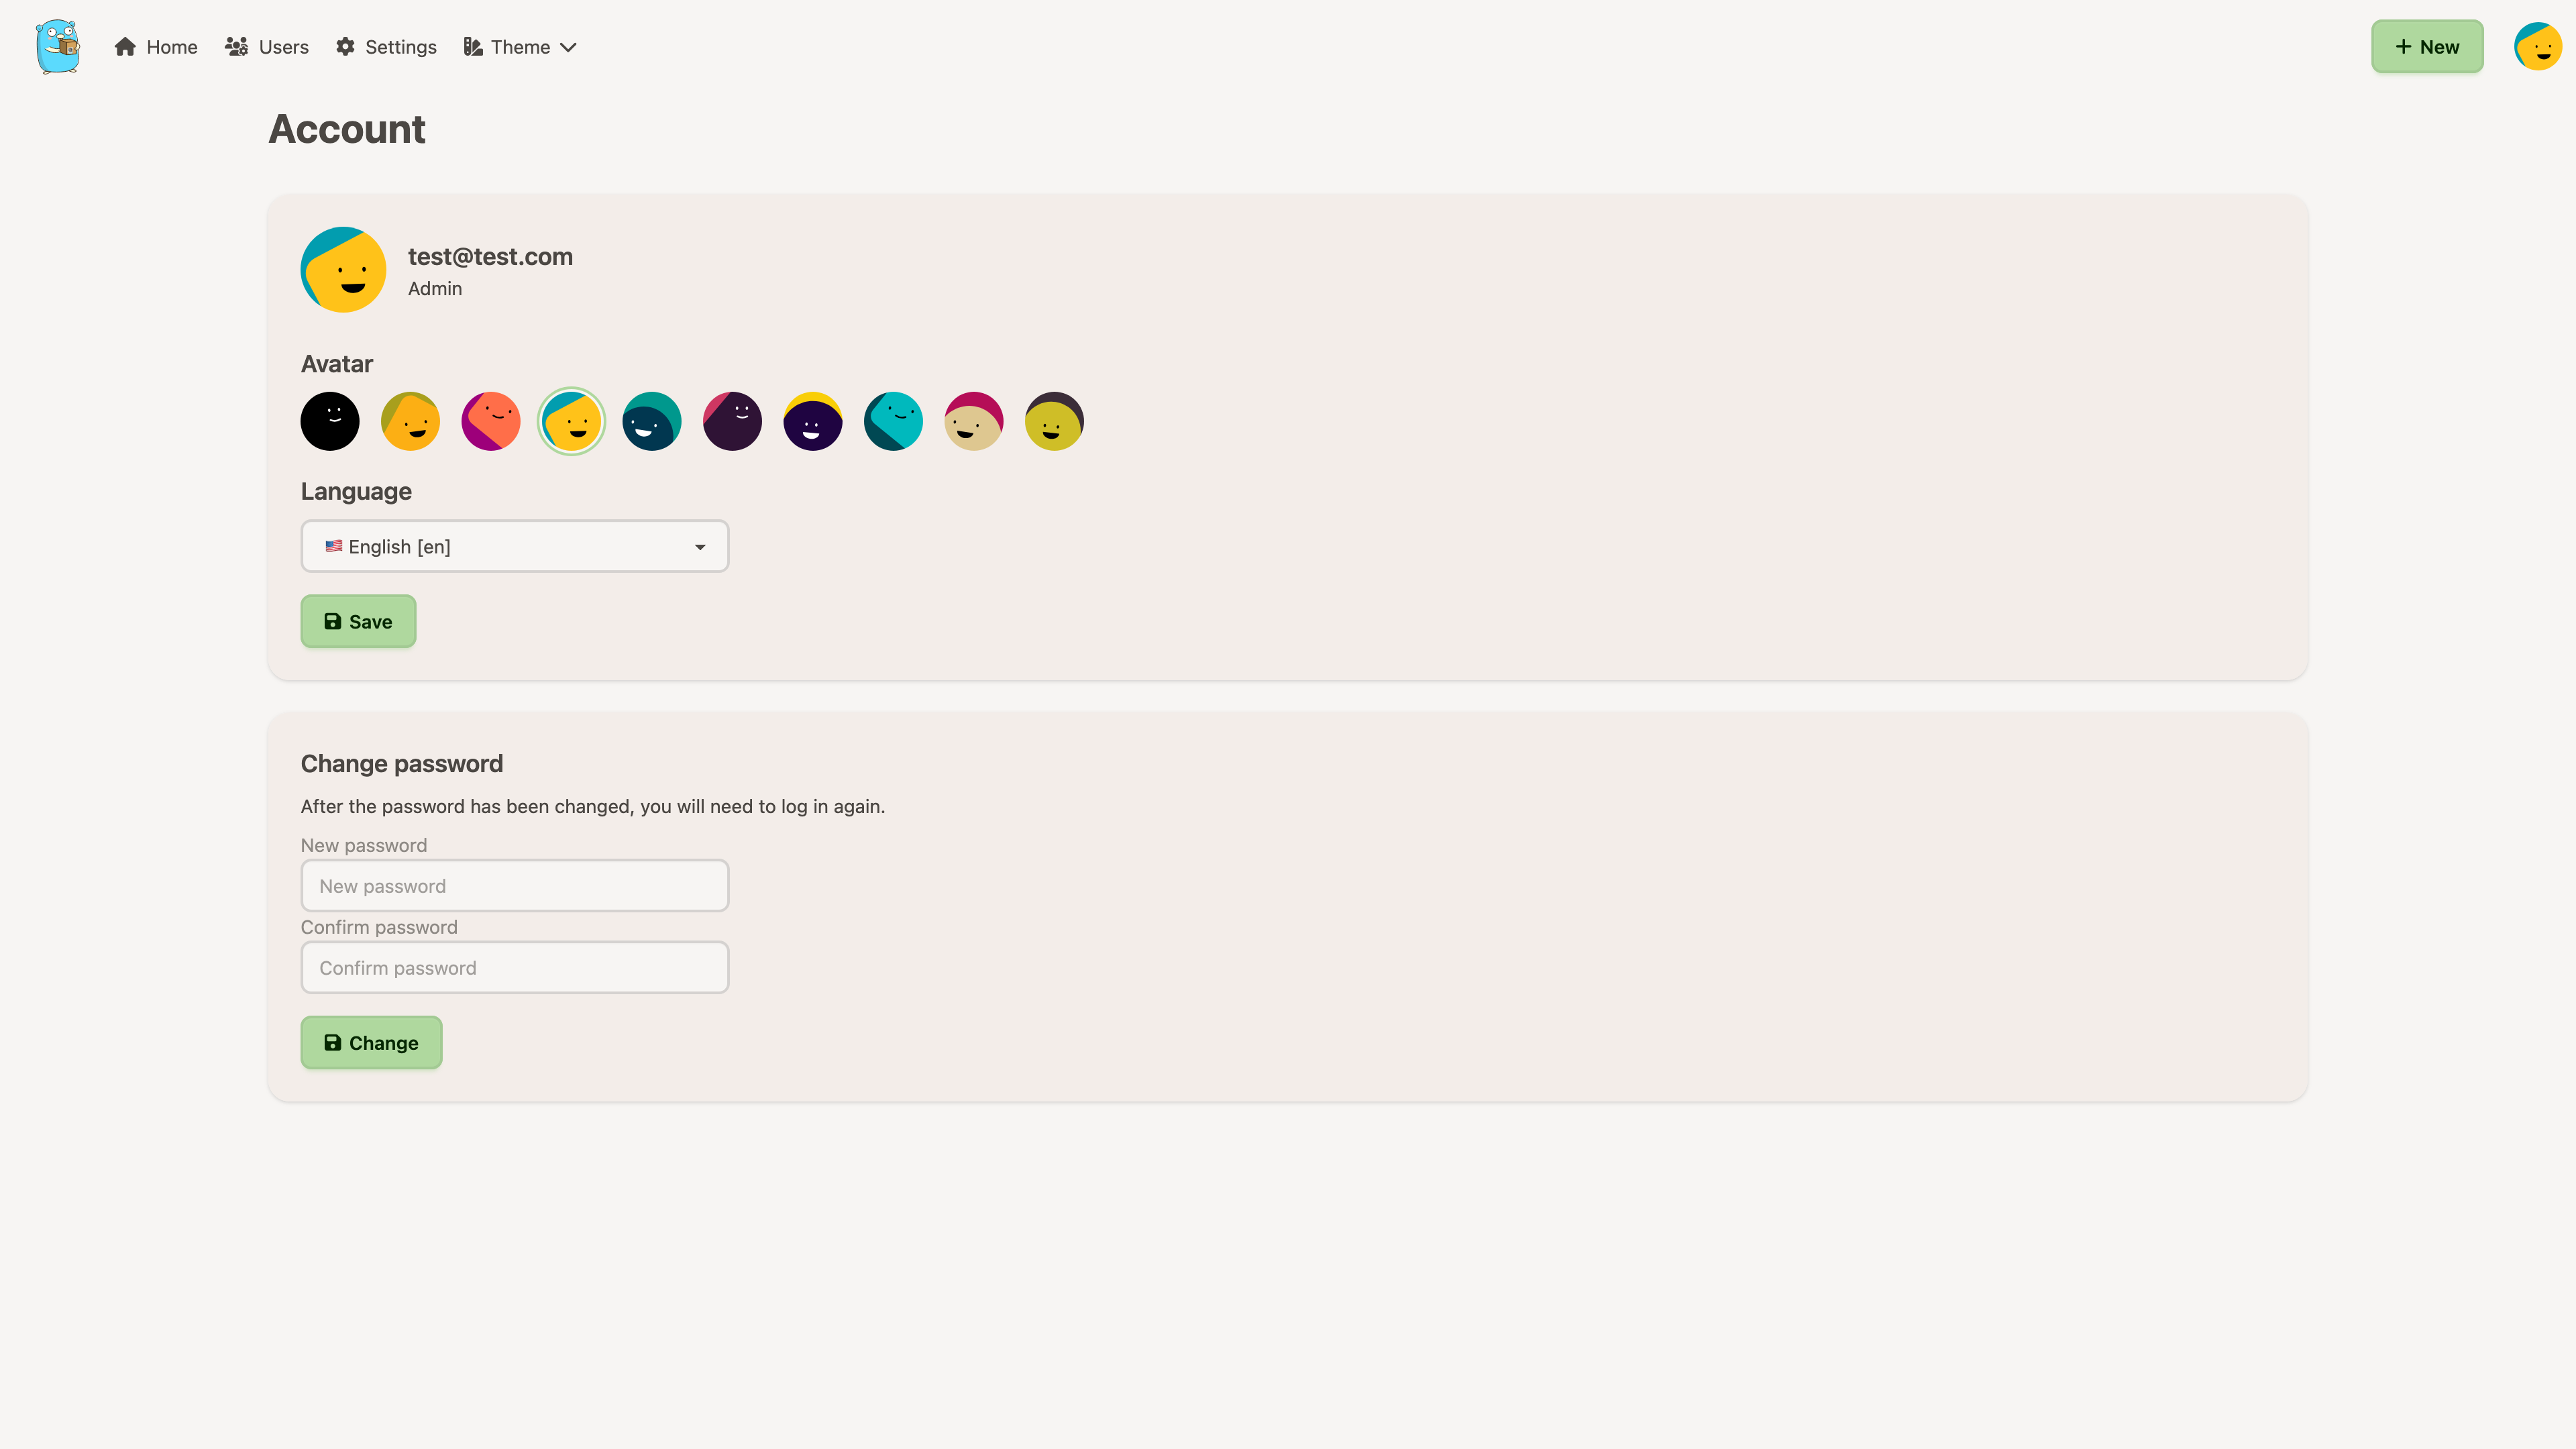 Home
Users
Settings
Theme
New
Account
test@test.com
Admin
Avatar
Language
🇺🇸 English [en]
Save
Change password
After the password has been changed, you will need to log in again.
New password
New password
Confirm password
Confirm password
Change